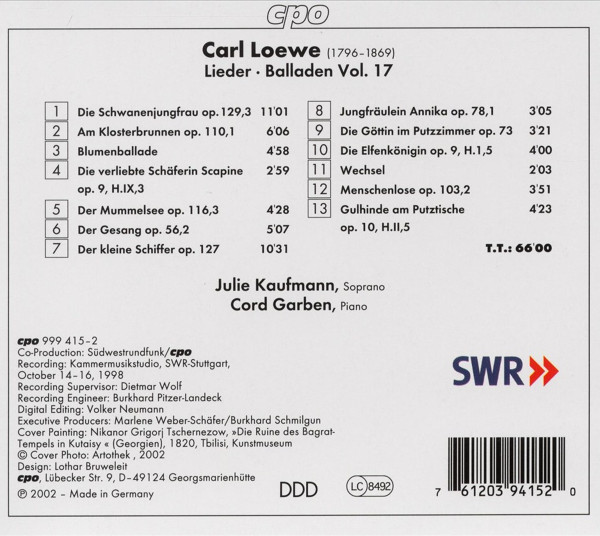 cpo
Carl Loewe (1796–1869)
Lieder · Balladen Vol. 17
1 Die Schwanenjungfrau op. 129,3 11'01
2 Am Klosterbrunnen op. 110,1 6'06
3 Blumenballade 4'58
4 Die verliebte Schäferin Scapine 2'59
op. 9, H.IX,3
5 Der Mummelsee op. 116,3 4'28
6 Der Gesang op. 56,2 5'07
7 Der kleine Schiffer op. 127 10'31
8 Jungfräulein Annika op. 78,1 3'05
9 Die Göttin im Putzzimmer op. 73 3'21
10 Die Elfenkönigin op. 9, H.I,5 4'00
11 Wechsel 2'03
12 Menschenlose op. 103,2 3'51
13 Gulhinde am Putztische 4'23
op. 10, H.II,5
T.T.: 66'00
Julie Kaufmann, Soprano
Cord Garben, Piano
cpo 999 415–2
Co-Production: Südwestrundfunk/cpo
Recording: Kammermusikstudio, SWR-Stuttgart,
October 14–16, 1998
Recording Supervisor: Dietmar Wolf
Recording Engineer: Burkhard Pitzer-Landeck
Digital Editing: Volker Neumann
Executive Producers: Marlene Weber-Schäfer/Burkhard Schmilgun
Cover Painting: Nikanor Grigorj Tschernezow, »Die Ruine des Bagrat-
Tempels in Kutaisy « (Georgien), 1820, Tbilisi, Kunstmuseum
© Cover Photo: Artothek , 2002
Design: Lothar Bruweleit
cpo, Lübecker Str. 9, D–49124 Georgsmarienhütte
℗ 2002 – Made in Germany
SWR
DDD
LC 8492
7 61203 94152 0